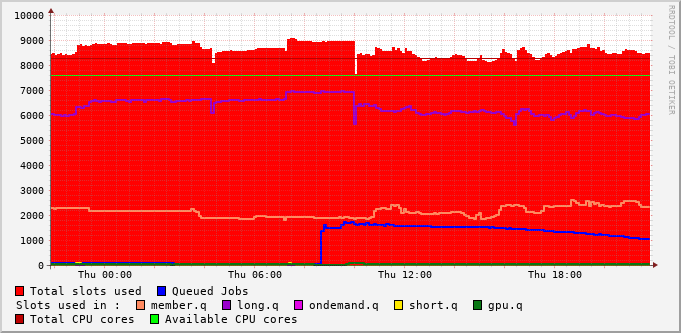 10000
9000
8000
7000
6000
5000
4000
3000
2000
1000
0
Thu 00:00 Thu 06:00 Thu 12:00 Thu 18:00
RRDTOOL / TOBI OETIKER
Total slots used Queued Jobs
Slots used in : member.q long.q ondemand.q short.q gpu.q
Total CPU cores Available CPU cores